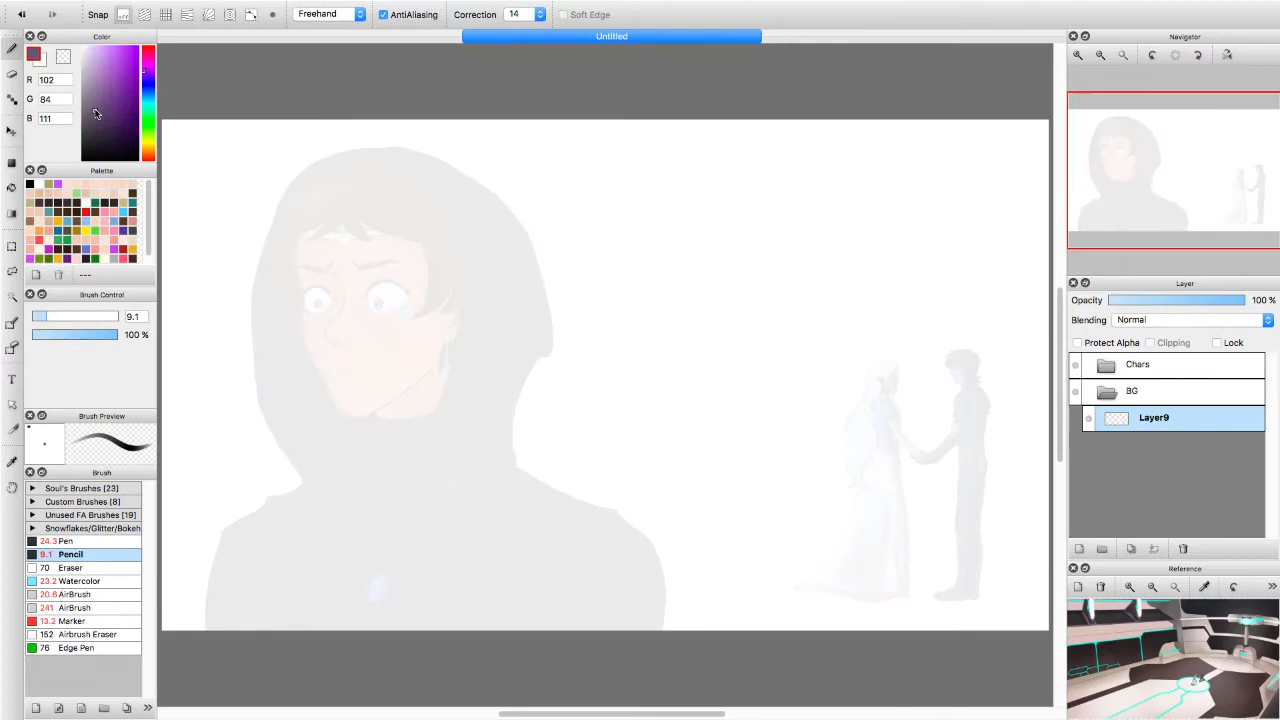 Snap
Freehand
AntiAliasing
Correction 14
Soft Edge
Color
Untitled
Navigator
R 102
G 84
B 111
Palette
---
Brush Control
9.1
100 %
Brush Preview
Brush
Soul's Brushes [23]
Custom Brushes [8]
Unused FA Brushes [19]
Snowflakes/Glitter/Bokeh
24.3 Pen
9.1 Pencil
70 Eraser
23.2 Watercolor
20.6 AirBrush
241 AirBrush
13.2 Marker
152 Airbrush Eraser
76 Edge Pen
T
Layer
Opacity 100 %
Blending Normal
Protect Alpha Clipping Lock
Chars
BG
Layer9
Reference